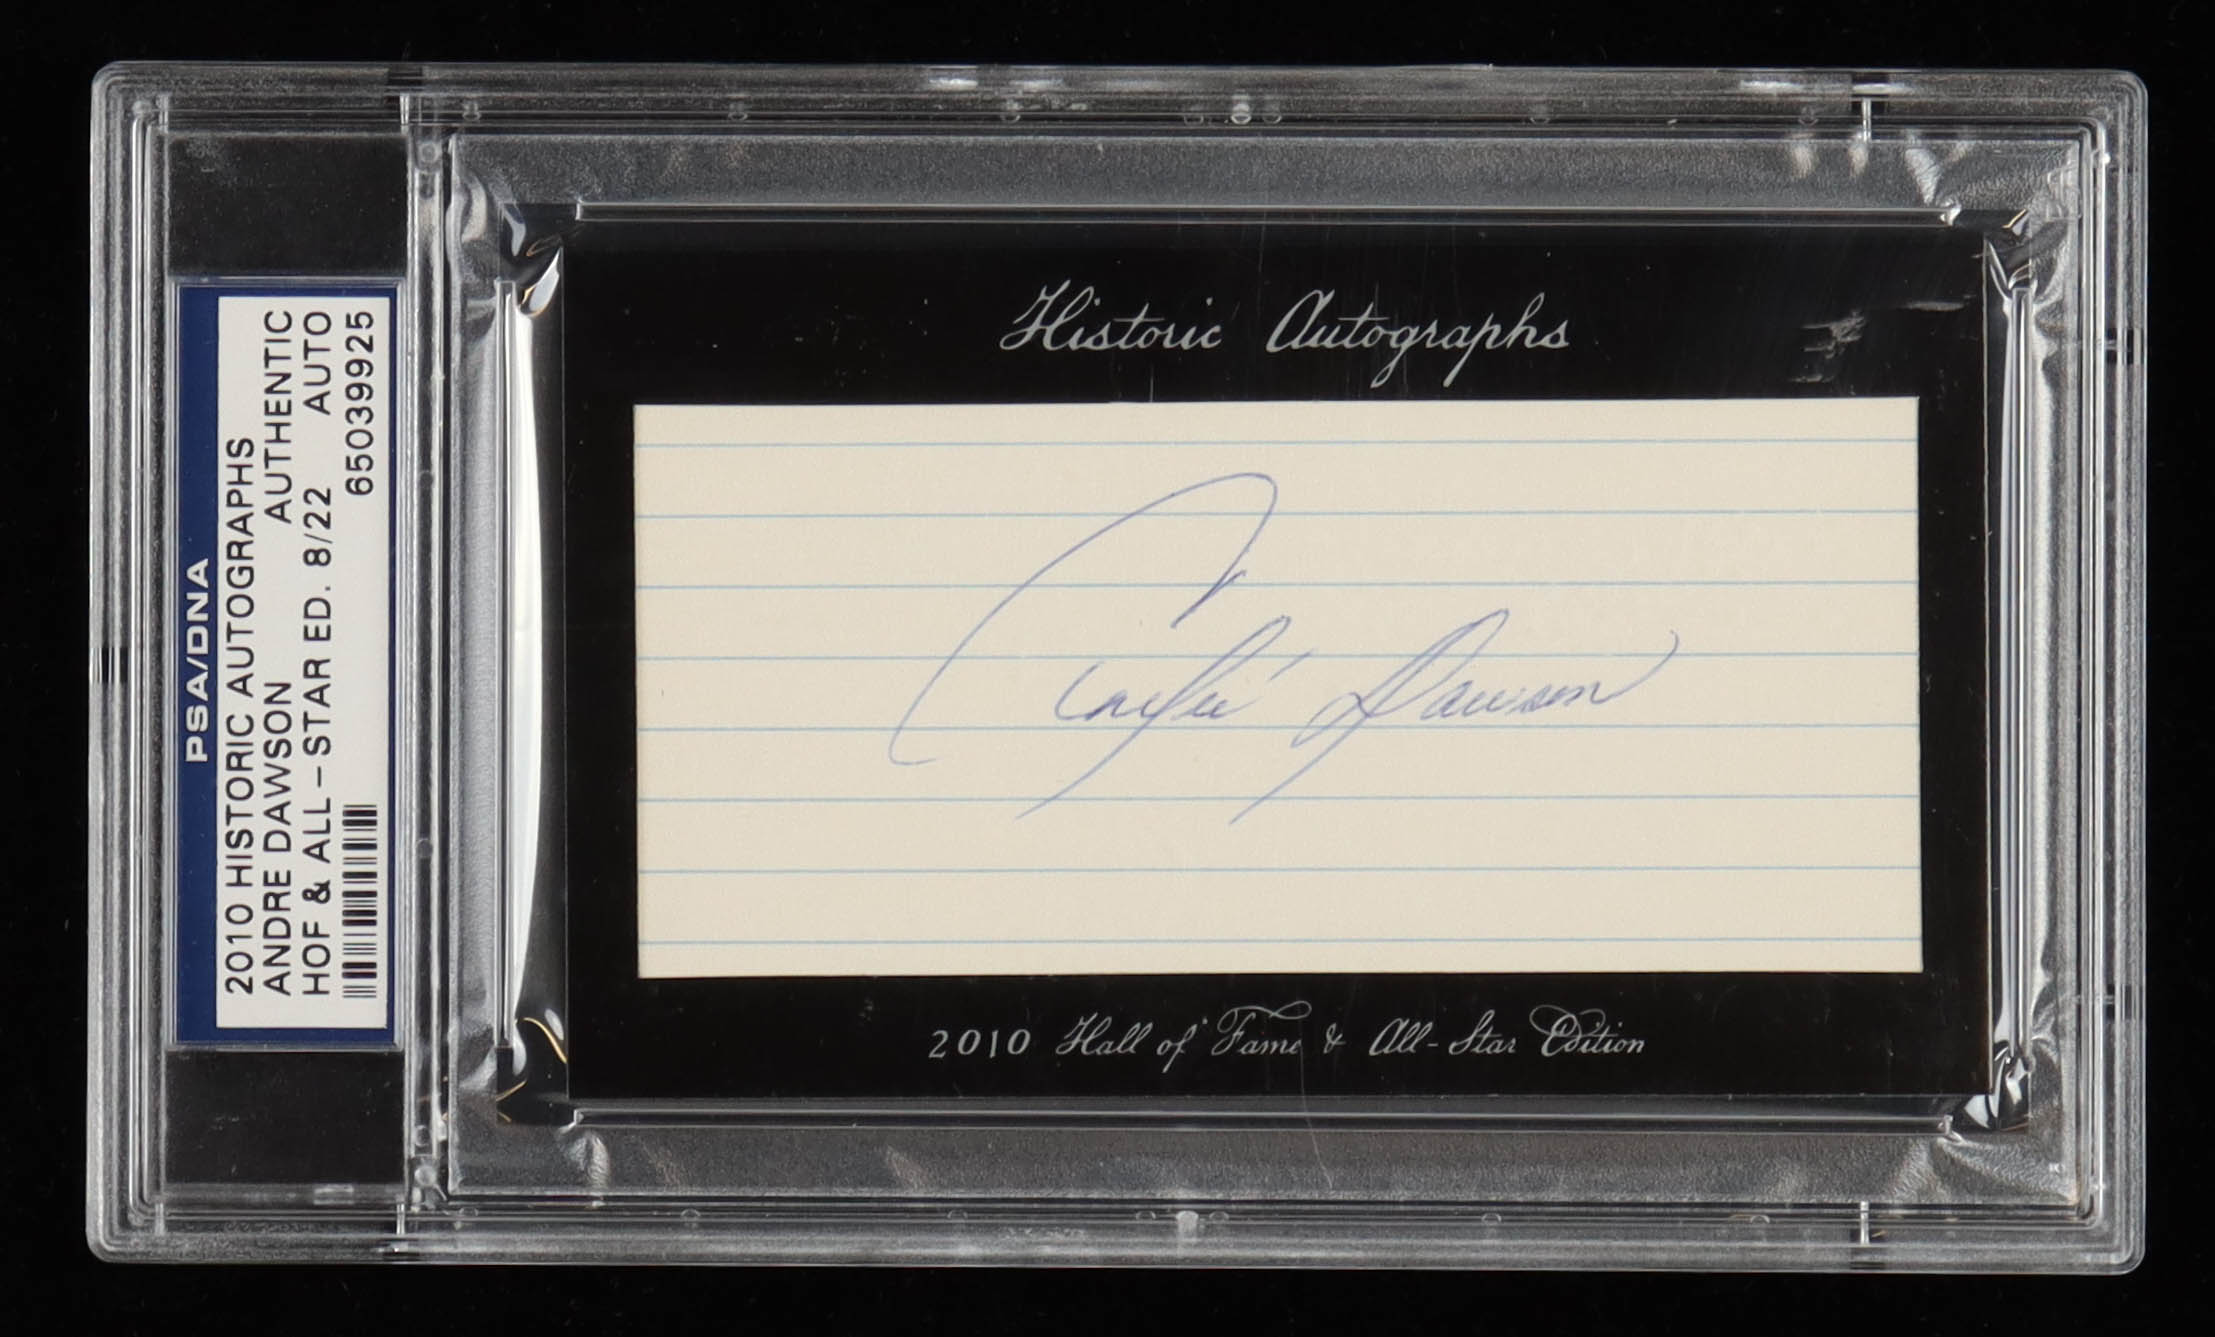 PSA/DNA
2010 HISTORIC AUTOGRAPHS
ANDRE DAWSON AUTHENTIC
HOF & ALL-STAR ED. 8/22 AUTO
65039925
Historic Autographs
Andre Dawson
2010 Hall of Fame & All-Star Edition